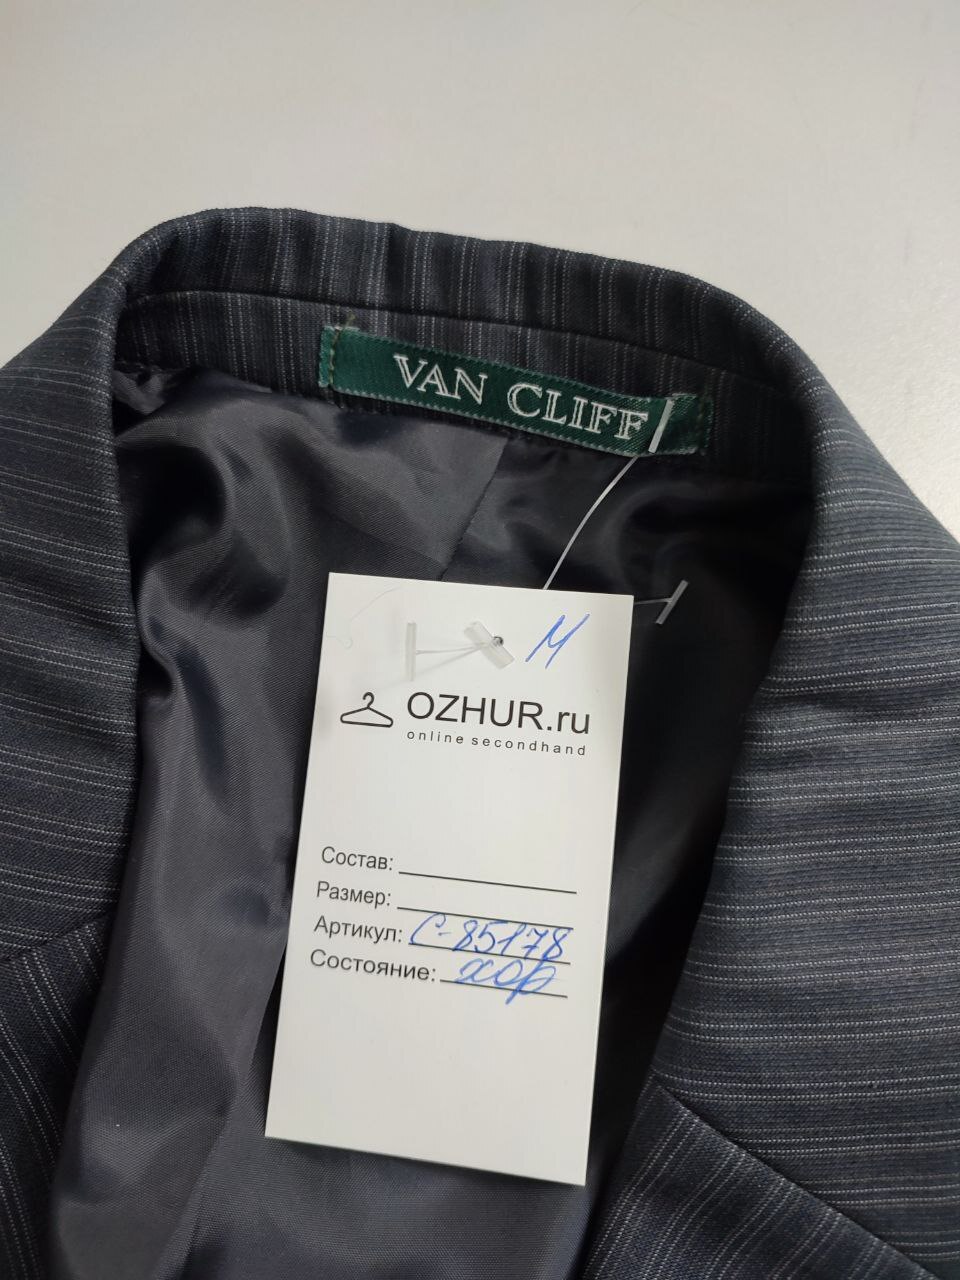 VAN CLIFF
М
OZHUR.ru
online secondhand
Состав:
Размер:
Артикул: С-85178
Состояние: хор